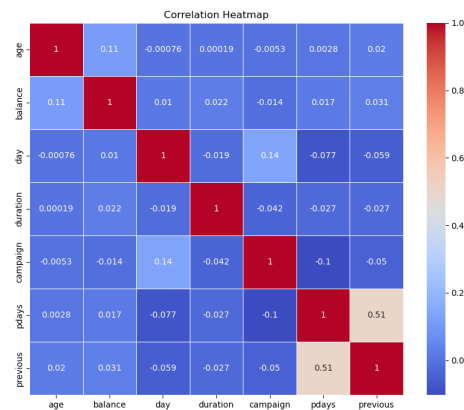 Correlation Heatmap
age 1 0.11 -0.00076 0.00019 -0.0053 0.0028 0.02
balance 0.11 1 0.01 0.022 -0.014 0.017 0.031
day -0.00076 0.01 1 -0.019 0.14 -0.077 -0.059
duration 0.00019 0.022 -0.019 1 -0.042 -0.027 -0.027
campaign -0.0053 -0.014 0.14 -0.042 1 -0.1 -0.05
pdays 0.0028 0.017 -0.077 -0.027 -0.1 1 0.51
previous 0.02 0.031 -0.059 -0.027 -0.05 0.51 1
age balance day duration campaign pdays previous
1.0
0.8
0.6
0.4
0.2
0.0